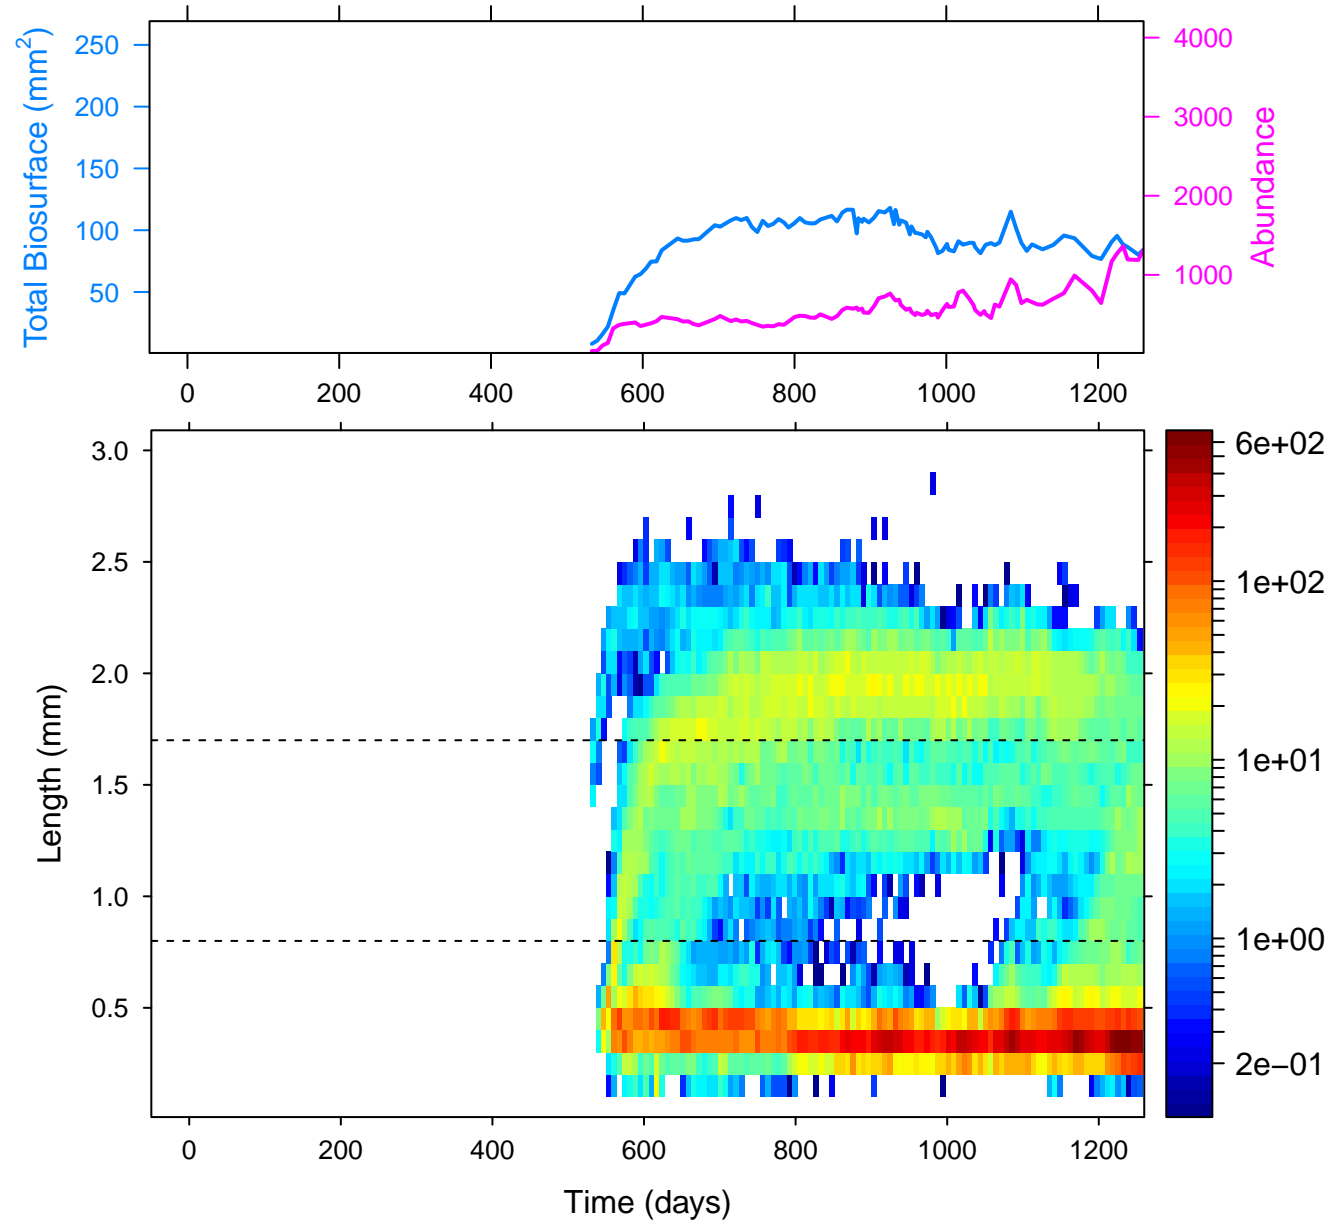 Total Biosurface (mm²)
250
200
150
100
50
4000
3000
2000
1000
Abundance
0 200 400 600 800 1000 1200
Length (mm)
3.0
2.5
2.0
1.5
1.0
0.5
6e+02
1e+02
1e+01
1e+00
2e−01
0 200 400 600 800 1000 1200
Time (days)